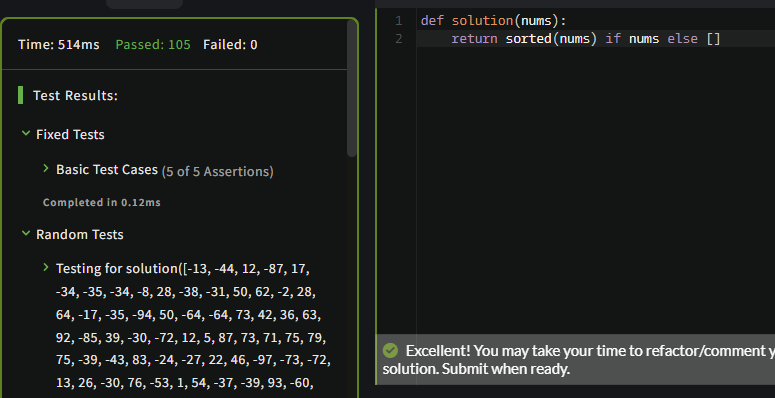 Time: 514ms Passed: 105 Failed: 0
Test Results:
Fixed Tests
Basic Test Cases (5 of 5 Assertions)
Completed in 0.12ms
Random Tests
Testing for solution([-13, -44, 12, -87, 17,
-34, -35, -34, -8, 28, -38, -31, 50, 62, -2, 28,
64, -17, -35, -94, 50, -64, -64, 73, 42, 36, 63,
92, -85, 39, -30, -72, 12, 5, 87, 73, 71, 75, 79,
75, -39, -43, 83, -24, -27, 22, 46, -97, -73, -72,
13, 26, -30, 76, -53, 1, 54, -37, -39, 93, -60,
1 def solution(nums):
2 return sorted(nums) if nums else []
Excellent! You may take your time to refactor/comment y
solution. Submit when ready.